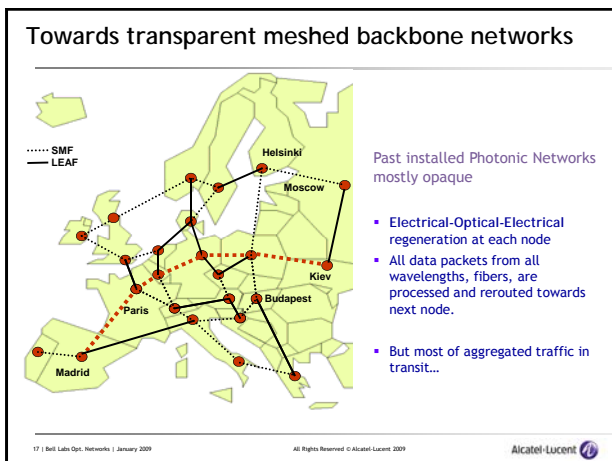 Towards transparent meshed backbone networks
SMF
LEAF
Helsinki
Moscow
Kiev
Paris
Budapest
Madrid
Past installed Photonic Networks
mostly opaque
▪ Electrical-Optical-Electrical
regeneration at each node
▪ All data packets from all
wavelengths, fibers, are
processed and rerouted towards
next node.
▪ But most of aggregated traffic in
transit…
17 | Bell Labs Opt. Networks | January 2009
All Rights Reserved © Alcatel-Lucent 2009
Alcatel·Lucent